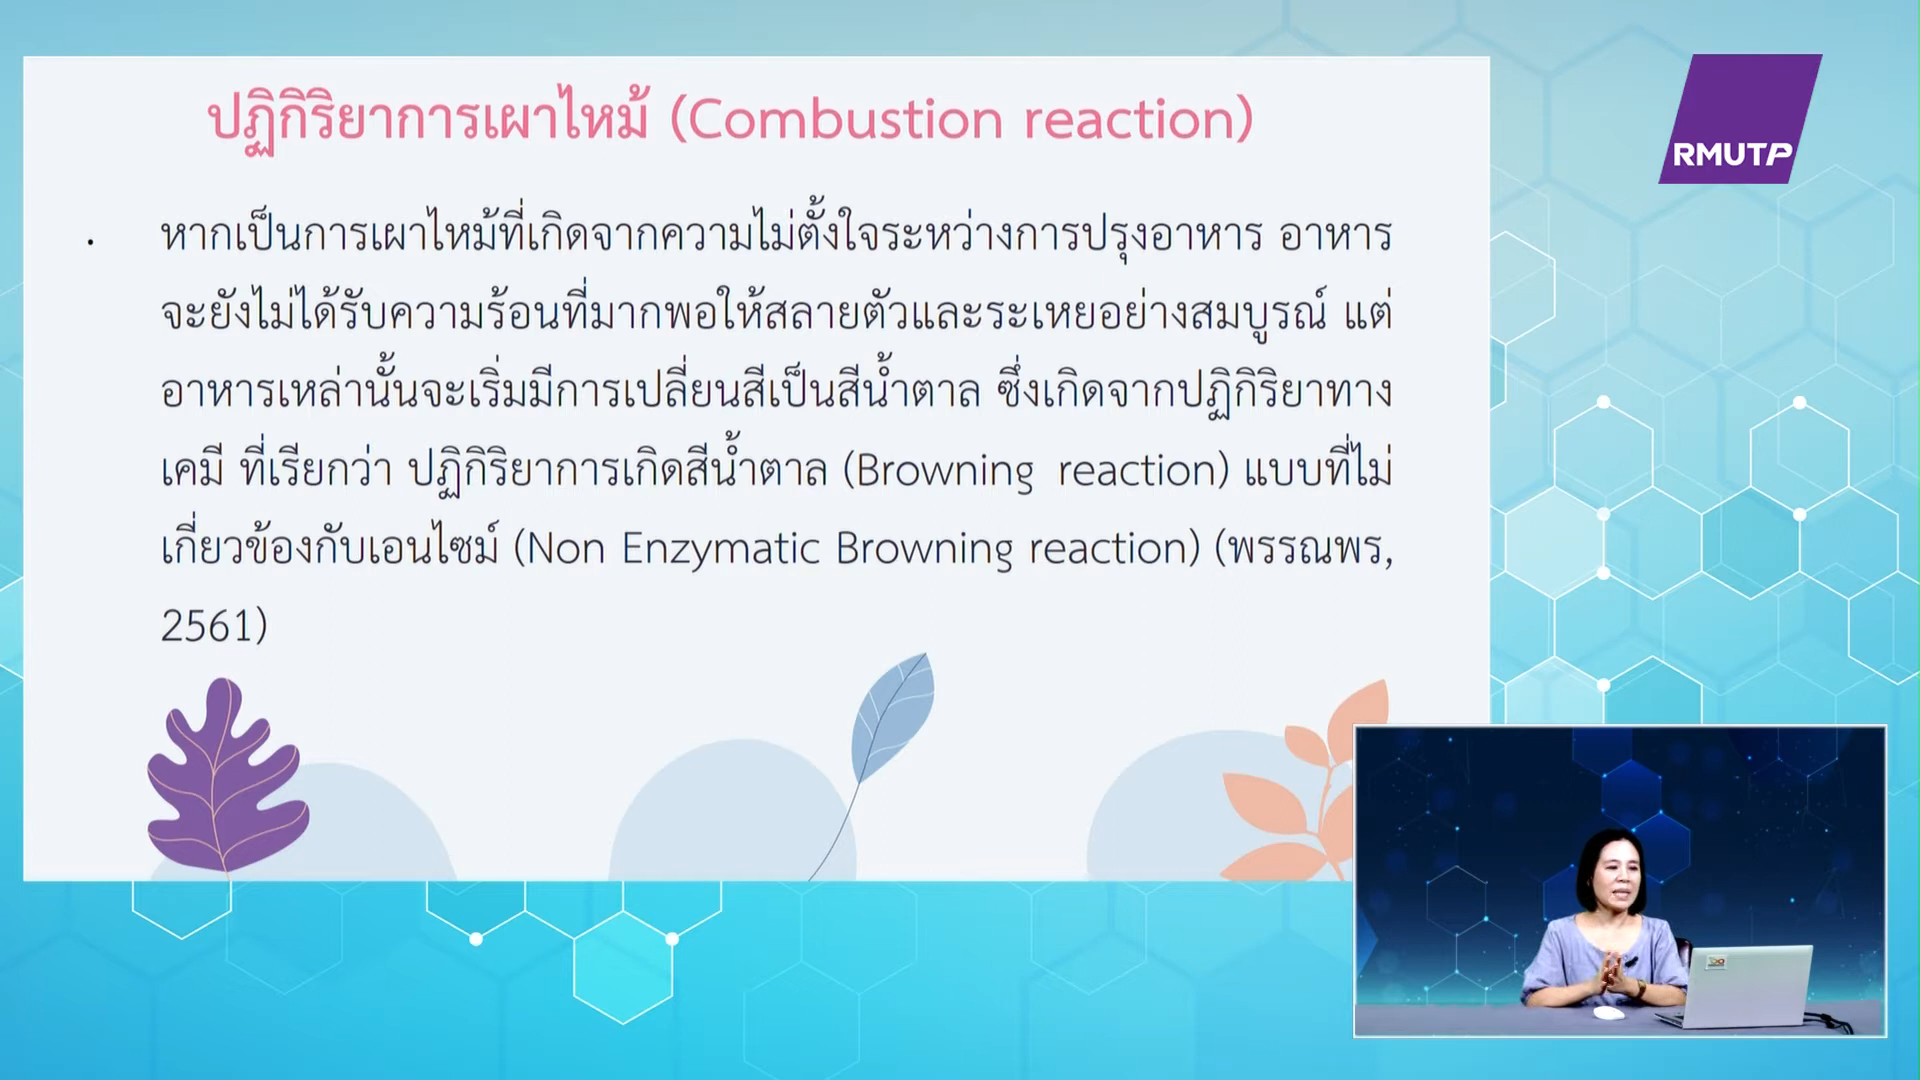 ปฏิกิริยาการเผาไหม้ (Combustion reaction)
RMUTP
• หากเป็นการเผาไหม้ที่เกิดจากความไม่ตั้งใจระหว่างการปรุงอาหาร อาหาร
จะยังไม่ได้รับความร้อนที่มากพอให้สลายตัวและระเหยอย่างสมบูรณ์ แต่
อาหารเหล่านั้นจะเริ่มมีการเปลี่ยนสีเป็นสีน้ำตาล ซึ่งเกิดจากปฏิกิริยาทาง
เคมี ที่เรียกว่า ปฏิกิริยาการเกิดสีน้ำตาล (Browning reaction) แบบที่ไม่
เกี่ยวข้องกับเอนไซม์ (Non Enzymatic Browning reaction) (พรรณพร,
2561)